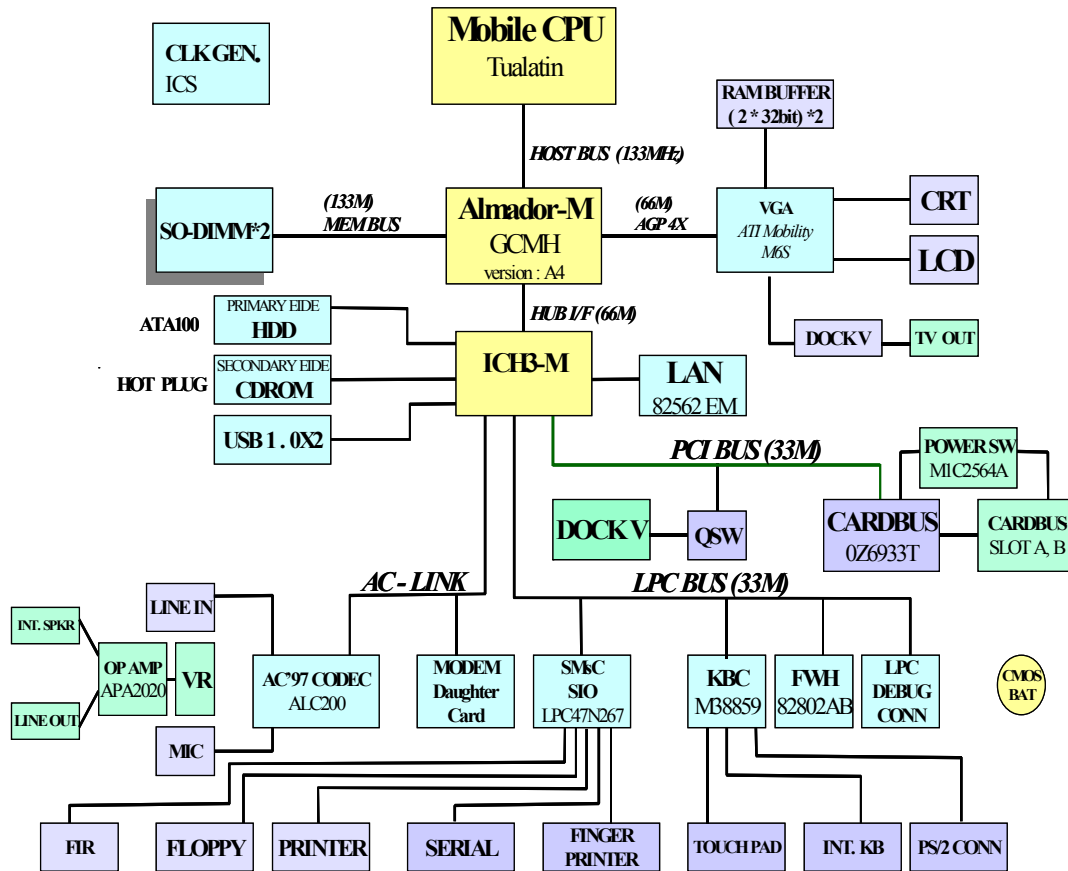 Mobile CPU
Tualatin
CLK GEN.
ICS
RAM BUFFER
( 2 * 32bit) *2
HOST BUS (133MHz)
SO-DIMM*2
(133M)
MEM BUS
Almador-M
GCMH
version : A4
(66M)
AGP 4X
VGA
ATI Mobility
M6S
CRT
LCD
HUB I/F (66M)
ATA100
PRIMARY EIDE
HDD
DOCK V
TV OUT
HOT PLUG
SECONDARY EIDE
CDROM
ICH3-M
LAN
82562 EM
USB 1 . 0X2
PCI BUS (33M)
POWER SW
M1C2564A
DOCK V
QSW
CARDBUS
0Z6933T
CARDBUS
SLOT A, B
AC - LINK
LPC BUS (33M)
LINE IN
INT. SPKR
OP AMP
APA2020
VR
LINE OUT
AC'97 CODEC
ALC200
MODEM
Daughter
Card
SMsC
SIO
LPC47N267
KBC
M38859
FWH
82802AB
LPC
DEBUG
CONN
CMOS
BAT
MIC
FIR
FLOPPY
PRINTER
SERIAL
FINGER
PRINTER
TOUCH PAD
INT. KB
PS/2 CONN